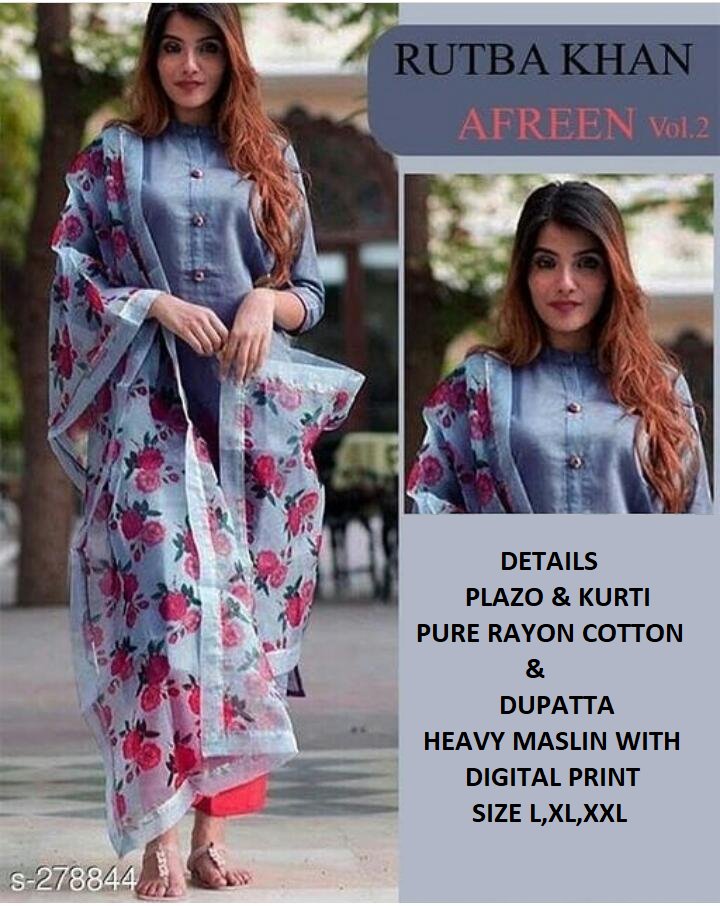 RUTBA KHAN
AFREEN Vol.2
DETAILS
PLAZO & KURTI
PURE RAYON COTTON
&
DUPATTA
HEAVY MASLIN WITH
DIGITAL PRINT
SIZE L,XL,XXL
s-278844